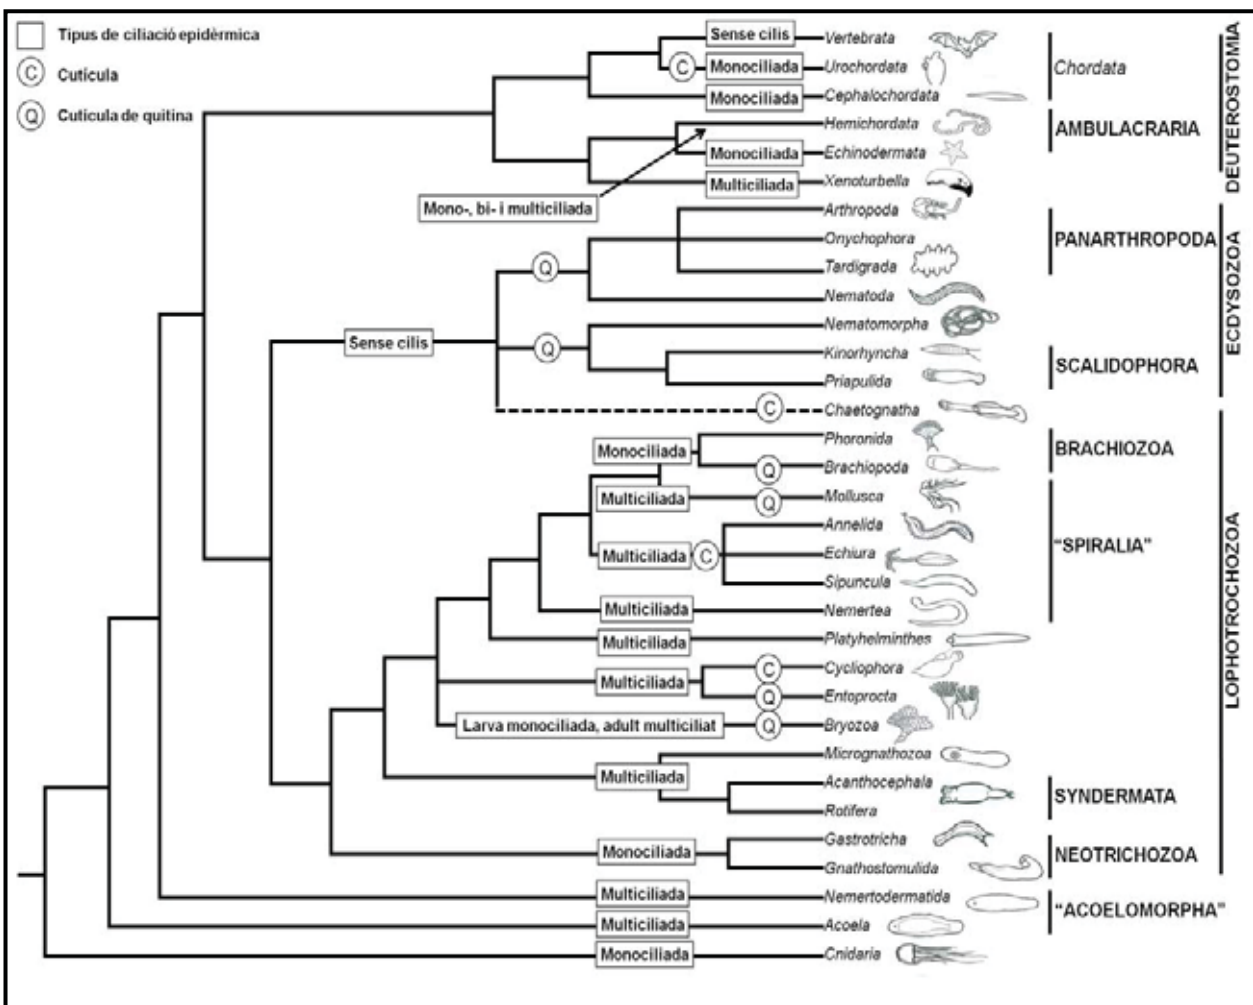 Tipus de ciliació epidèrmica
C Cutícula
Q Cutícula de quitina
Sense cilis Vertebrata
C Monociliada Urochordata
Chordata
Monociliada Cephalochordata
Hemichordata
AMBULACRARIA
Monociliada Echinodermata
Multiciliada Xenoturbella
DEUTEROSTOMIA
Mono-, bi- i multiciliada
Arthropoda
Onychophora
PANARTHROPODA
Q
Tardigrada
Nematoda
ECDYSOZOA
Nematomorpha
Sense cilis
Q
Kinorhyncha
SCALIDOPHORA
Priapulida
C Chaetognatha
Phoronida
Monociliada
BRACHIOZOA
Q Brachiopoda
Multiciliada Q Mollusca
Annelida
Multiciliada C Echiura
"SPIRALIA"
Sipuncula
Multiciliada Nemertea
Multiciliada Platyhelminthes
LOPHOTROCHOZOA
C Cycliophora
Multiciliada
Q Entoprocta
Larva monociliada, adult multiciliat Q Bryozoa
Micrognathozoa
Multiciliada
Acanthocephala
SYNDERMATA
Rotifera
Gastrotricha
Monociliada
NEOTRICHOZOA
Gnathostomulida
Multiciliada Nemertodermatida
"ACOELOMORPHA"
Multiciliada Acoela
Monociliada Cnidaria